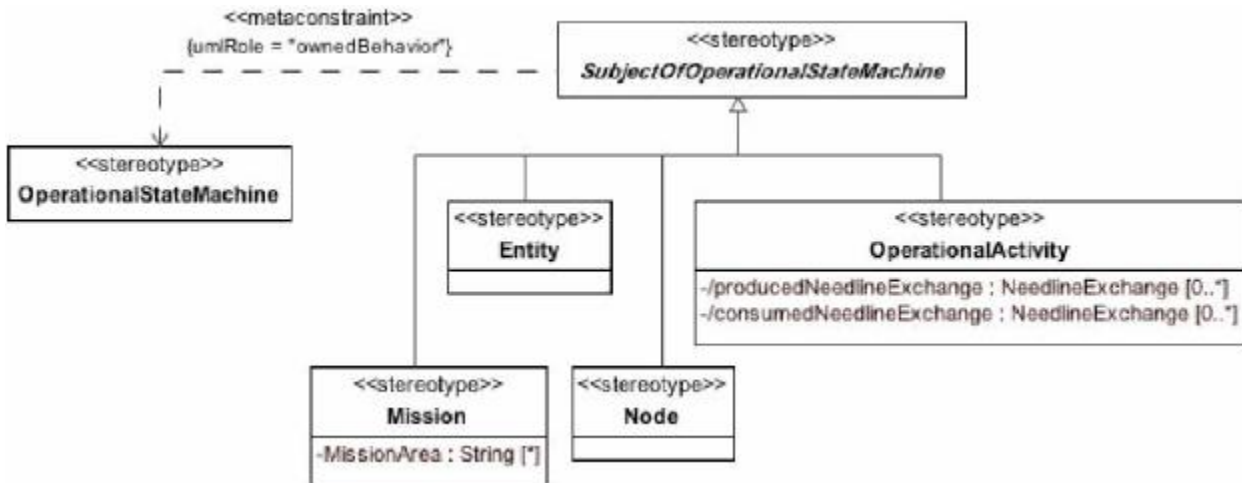 <<metaconstraint>>
{umlRole = "ownedBehavior"}
<<stereotype>>
SubjectOfOperationalStateMachine
<<stereotype>>
OperationalStateMachine
<<stereotype>>
Entity
<<stereotype>>
OperationalActivity
-/producedNeedlineExchange : NeedlineExchange [0..*]
-/consumedNeedlineExchange : NeedlineExchange [0..*]
<<stereotype>>
Mission
-MissionArea : String [*]
<<stereotype>>
Node